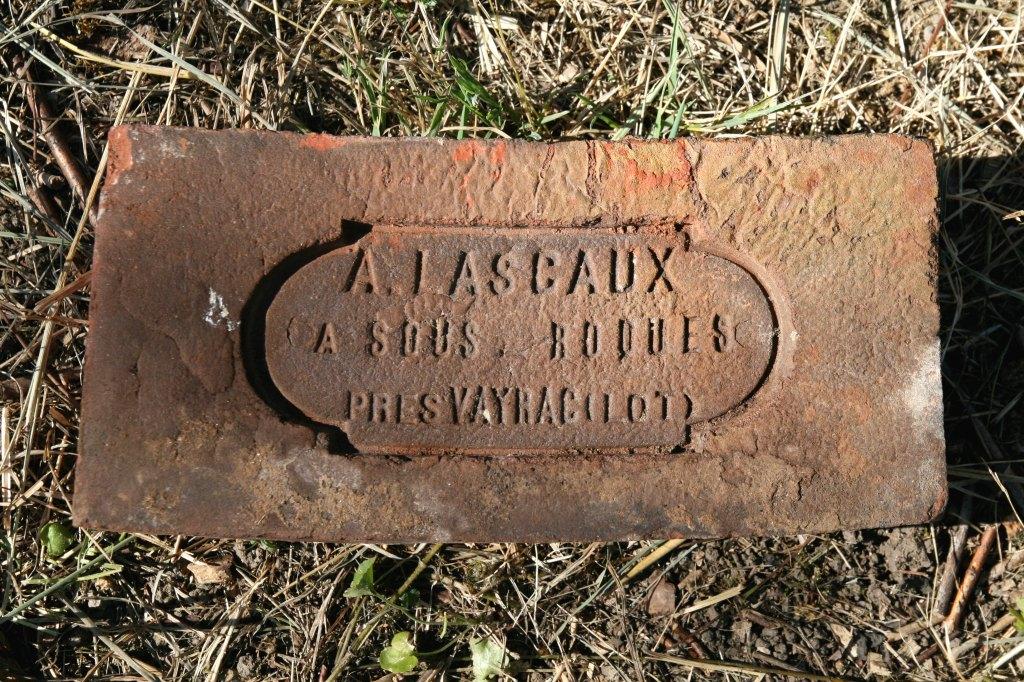 A. LASCAUX
A SOUS. ROQUES
PRES VAYRAC (LOT)